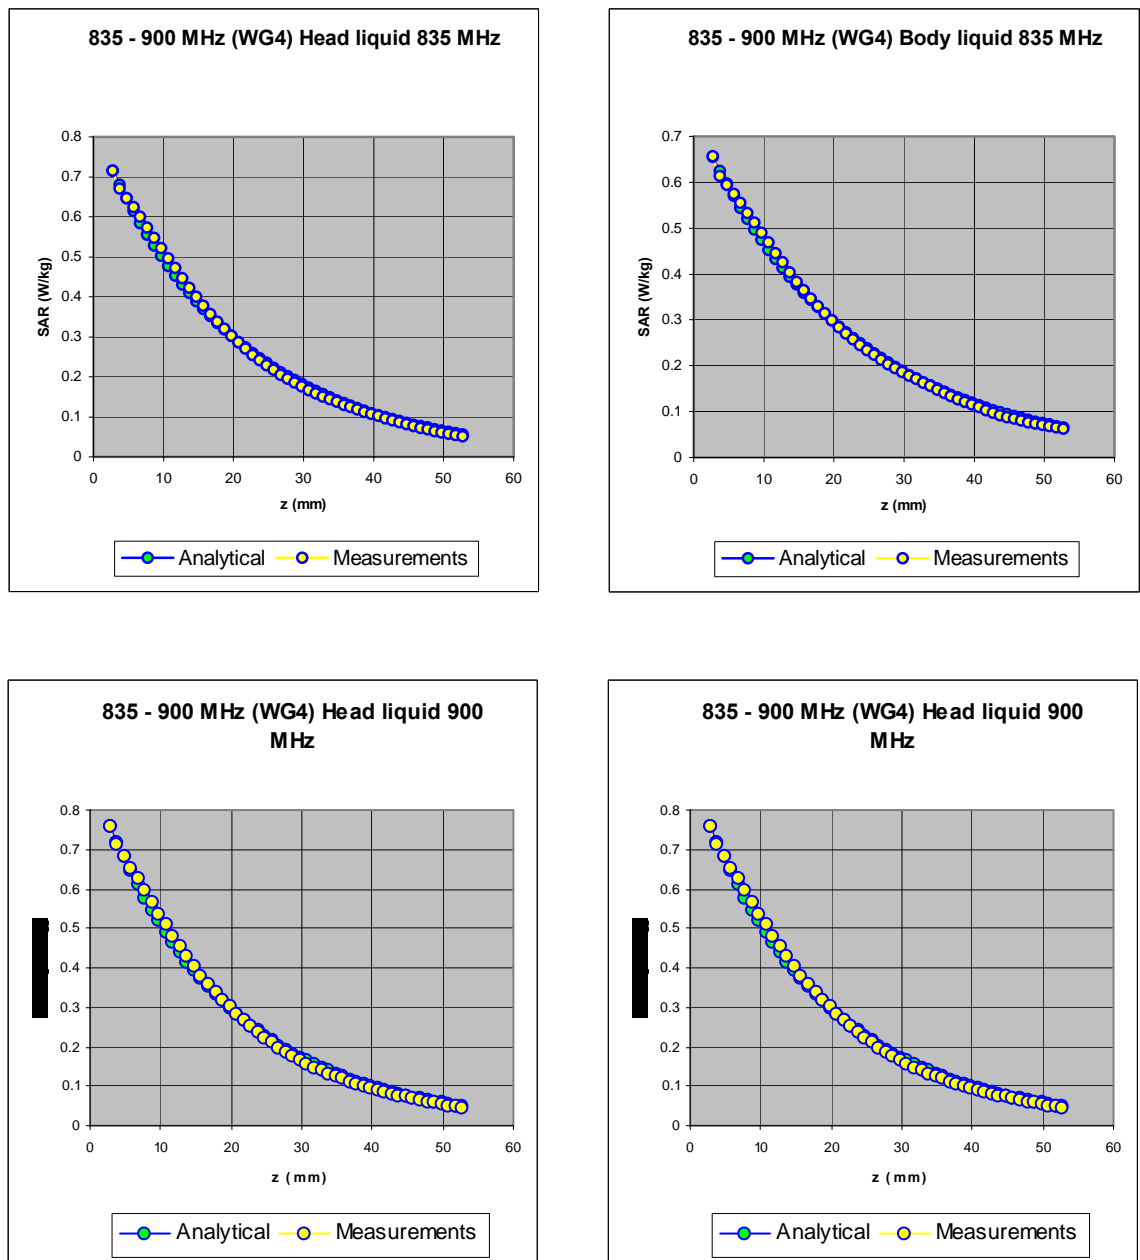 835 - 900 MHz (WG4) Head liquid 835 MHz
0.8
0.7
0.6
0.5
0.4
0.3
0.2
0.1
0
SAR (W/kg)
0 10 20 30 40 50 60
z (mm)
Analytical Measurements
835 - 900 MHz (WG4) Body liquid 835 MHz
0.7
0.6
0.5
0.4
0.3
0.2
0.1
0
SAR (W/kg)
0 10 20 30 40 50 60
z (mm)
Analytical Measurements
835 - 900 MHz (WG4) Head liquid 900
MHz
0.8
0.7
0.6
0.5
0.4
0.3
0.2
0.1
0
0 10 20 30 40 50 60
z (mm)
Analytical Measurements
835 - 900 MHz (WG4) Head liquid 900
MHz
0.8
0.7
0.6
0.5
0.4
0.3
0.2
0.1
0
0 10 20 30 40 50 60
z (mm)
Analytical Measurements